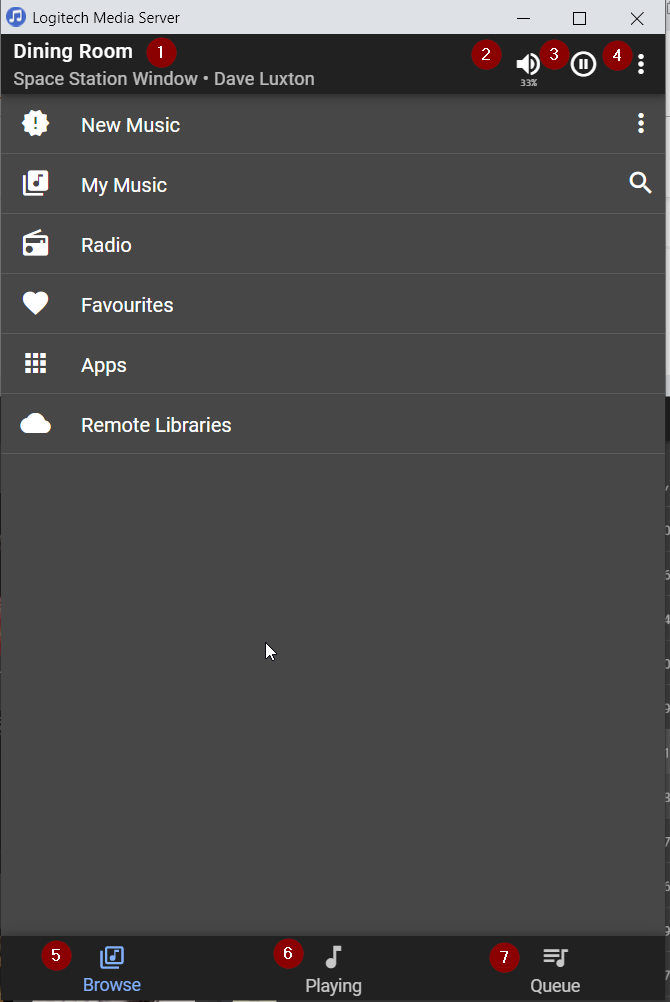 Logitech Media Server
Dining Room 1
Space Station Window • Dave Luxton
2 3 4
33%
New Music
My Music
Radio
Favourites
Apps
Remote Libraries
5 6 7
Browse Playing Queue